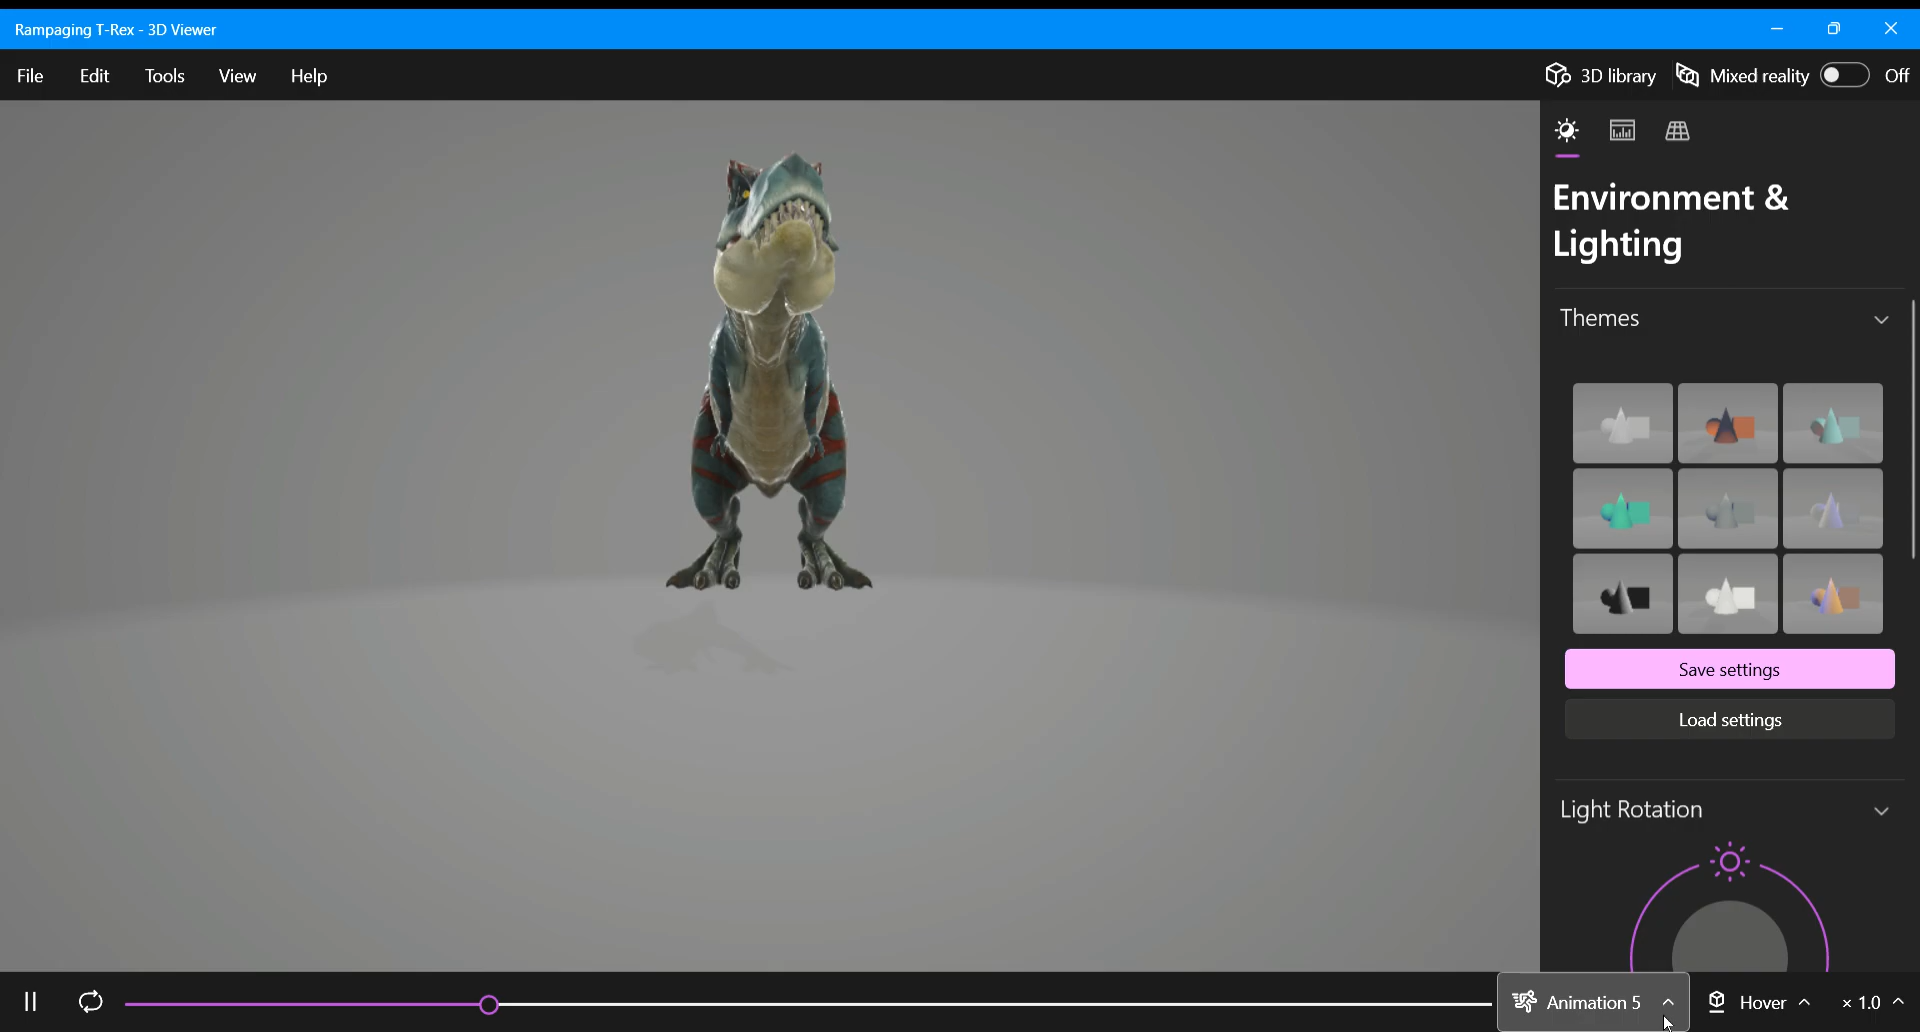 Rampaging T-Rex - 3D Viewer
File Edit Tools View Help
3D library Mixed reality Off
Environment &
Lighting
Themes
Save settings
Load settings
Light Rotation
Animation 5 Hover × 1.0